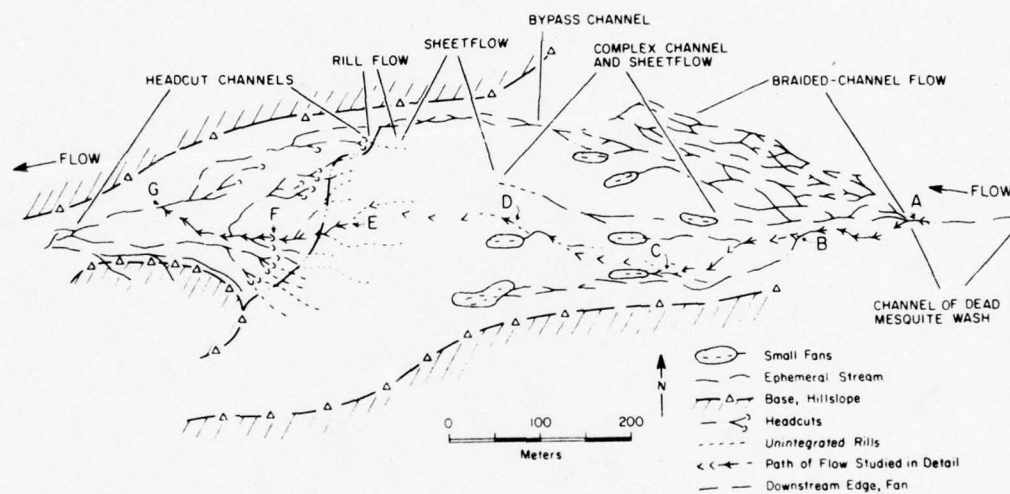 BYPASS CHANNEL
SHEETFLOW
COMPLEX CHANNEL
AND SHEETFLOW
RILL FLOW
HEADCUT CHANNELS
BRAIDED-CHANNEL FLOW
FLOW
FLOW
G
D
A
F
E
B
C
CHANNEL OF DEAD
MESQUITE WASH
N
0 100 200
Meters
Small Fans
Ephemeral Stream
Base, Hillslope
Headcuts
Unintegrated Rills
Path of Flow Studied in Detail
Downstream Edge, Fan